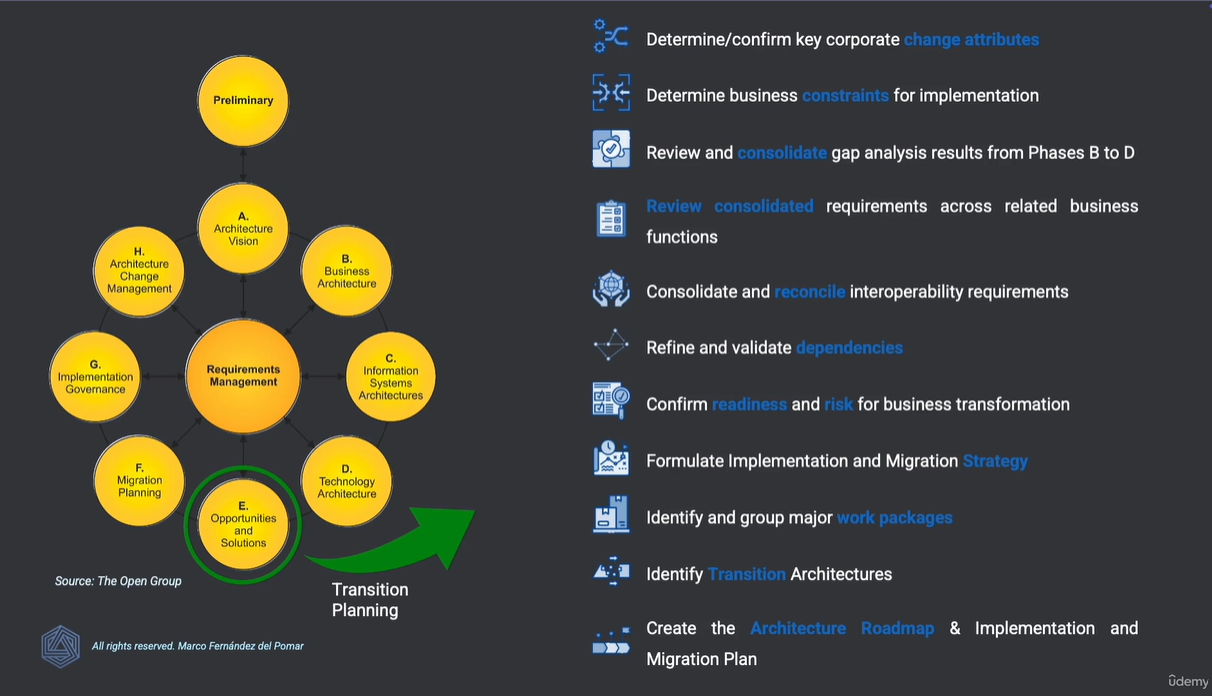 Preliminary
A.
Architecture
Vision
H.
Architecture
Change
Management
B.
Business
Architecture
Requirements
Management
G.
Implementation
Governance
C.
Information
Systems
Architectures
F.
Migration
Planning
D.
Technology
Architecture
E.
Opportunities
and
Solutions
Transition
Planning
Source: The Open Group
All rights reserved. Marco Fernández del Pomar
Determine/confirm key corporate change attributes
Determine business constraints for implementation
Review and consolidate gap analysis results from Phases B to D
Review consolidated requirements across related business
functions
Consolidate and reconcile interoperability requirements
Refine and validate dependencies
Confirm readiness and risk for business transformation
Formulate Implementation and Migration Strategy
Identify and group major work packages
Identify Transition Architectures
Create the Architecture Roadmap & Implementation and
Migration Plan
ûdemy